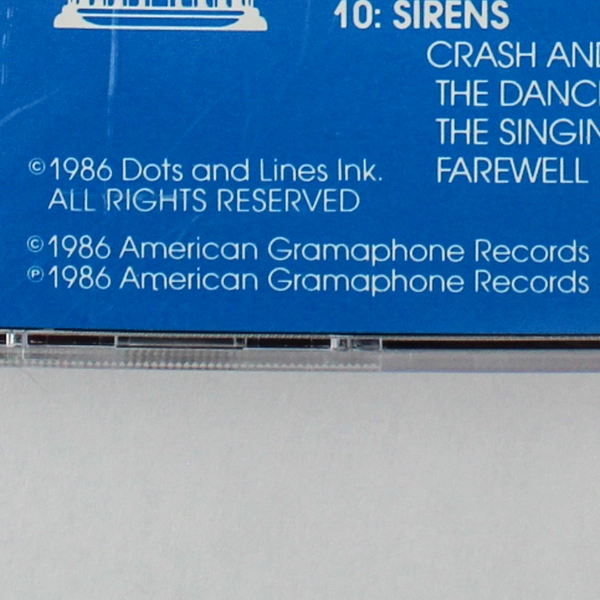 10: SIRENS
CRASH AND
THE DANC
THE SINGIN
FAREWELL
©1986 Dots and Lines Ink.
ALL RIGHTS RESERVED
©1986 American Gramaphone Records
℗1986 American Gramaphone Records